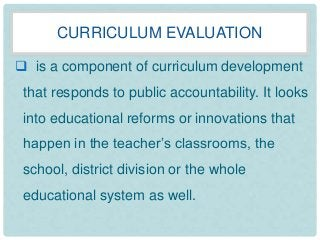 CURRICULUM EVALUATION
❑ is a component of curriculum development
that responds to public accountability. It looks
into educational reforms or innovations that
happen in the teacher’s classrooms, the
school, district division or the whole
educational system as well.